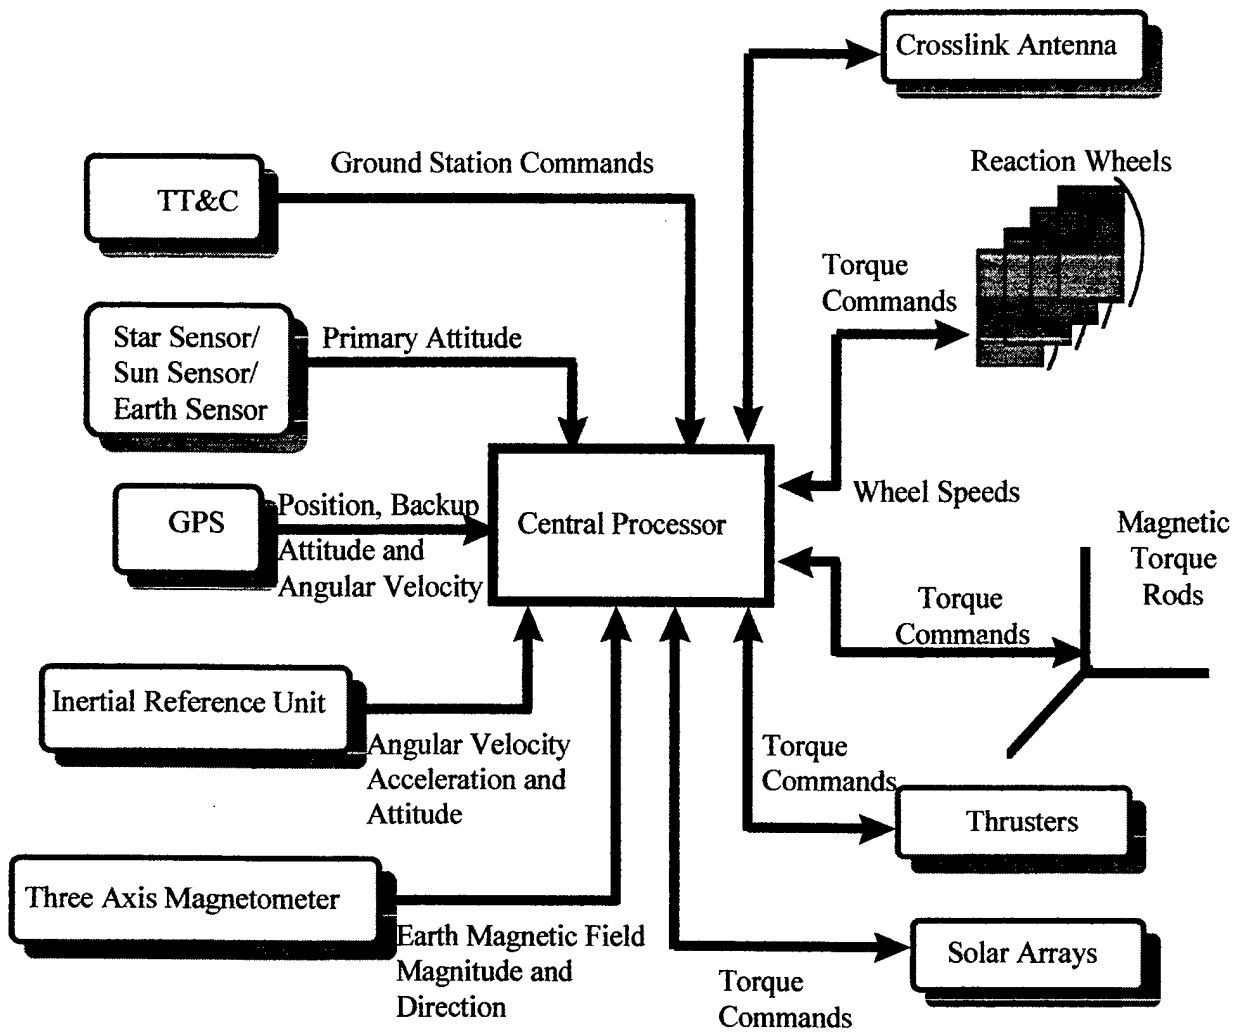 Crosslink Antenna
Ground Station Commands
TT&C
Reaction Wheels
Torque
Commands
Star Sensor/
Sun Sensor/
Earth Sensor
Primary Attitude
Wheel Speeds
GPS
Position, Backup
Attitude and
Angular Velocity
Central Processor
Magnetic
Torque
Rods
Torque
Commands
Inertial Reference Unit
Angular Velocity
Acceleration and
Attitude
Torque
Commands
Thrusters
Three Axis Magnetometer
Earth Magnetic Field
Magnitude and
Direction
Solar Arrays
Torque
Commands